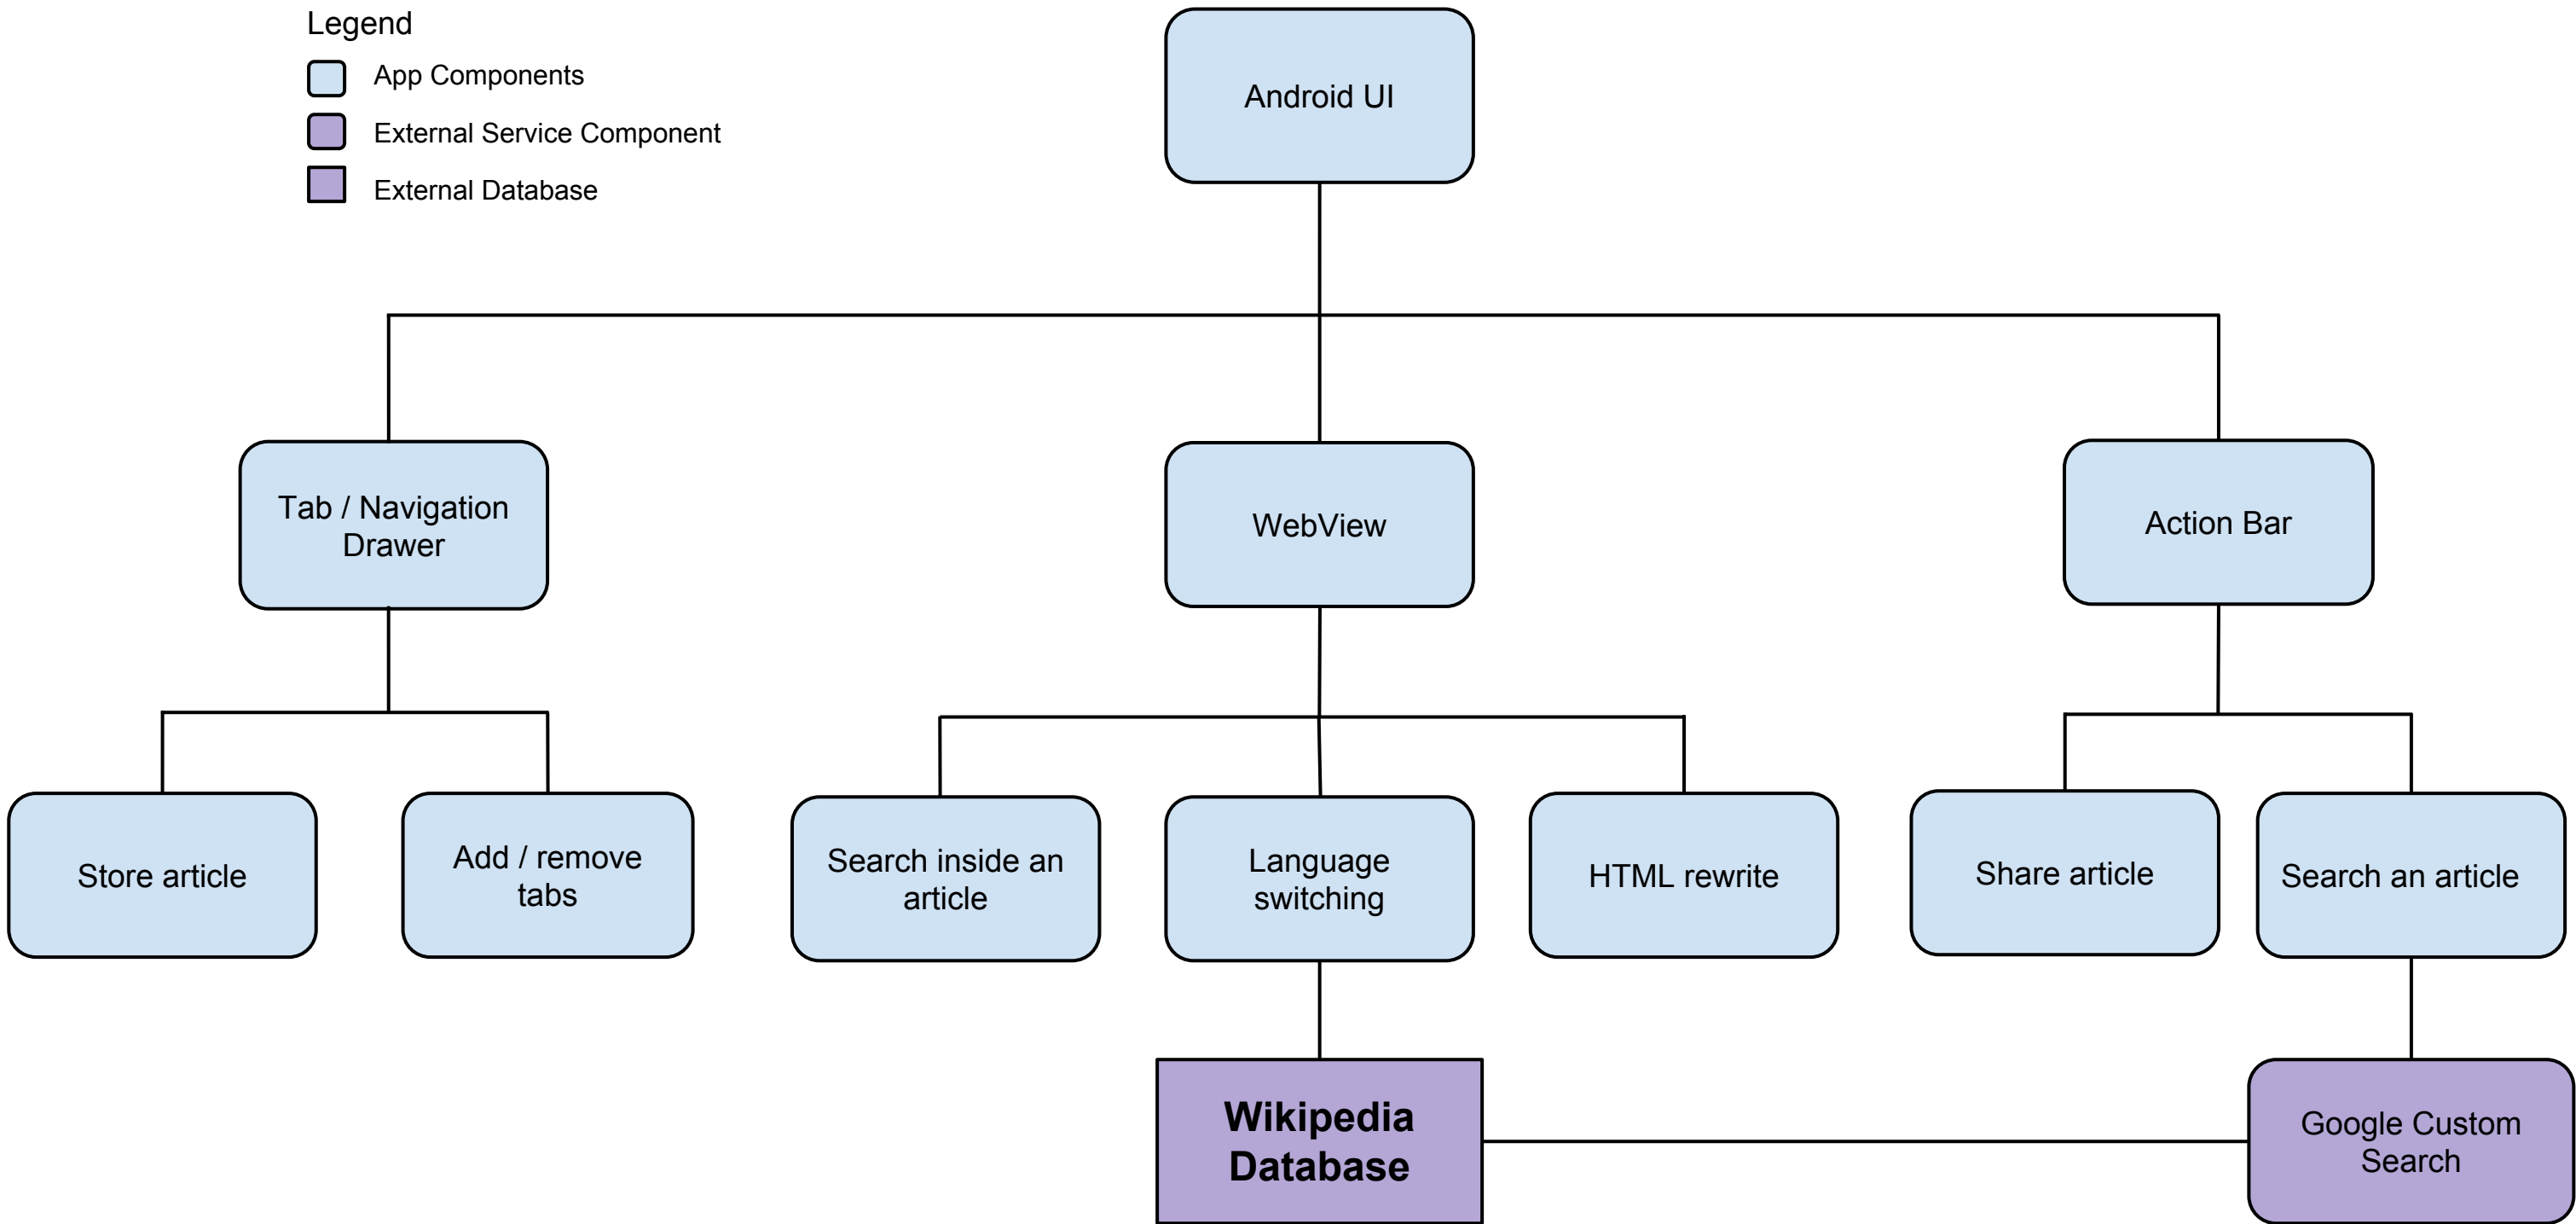 Legend
App Components
External Service Component
External Database
Android UI
Tab / Navigation
Drawer
WebView
Action Bar
Store article
Add / remove
tabs
Search inside an
article
Language
switching
HTML rewrite
Share article
Search an article
Wikipedia
Database
Google Custom
Search